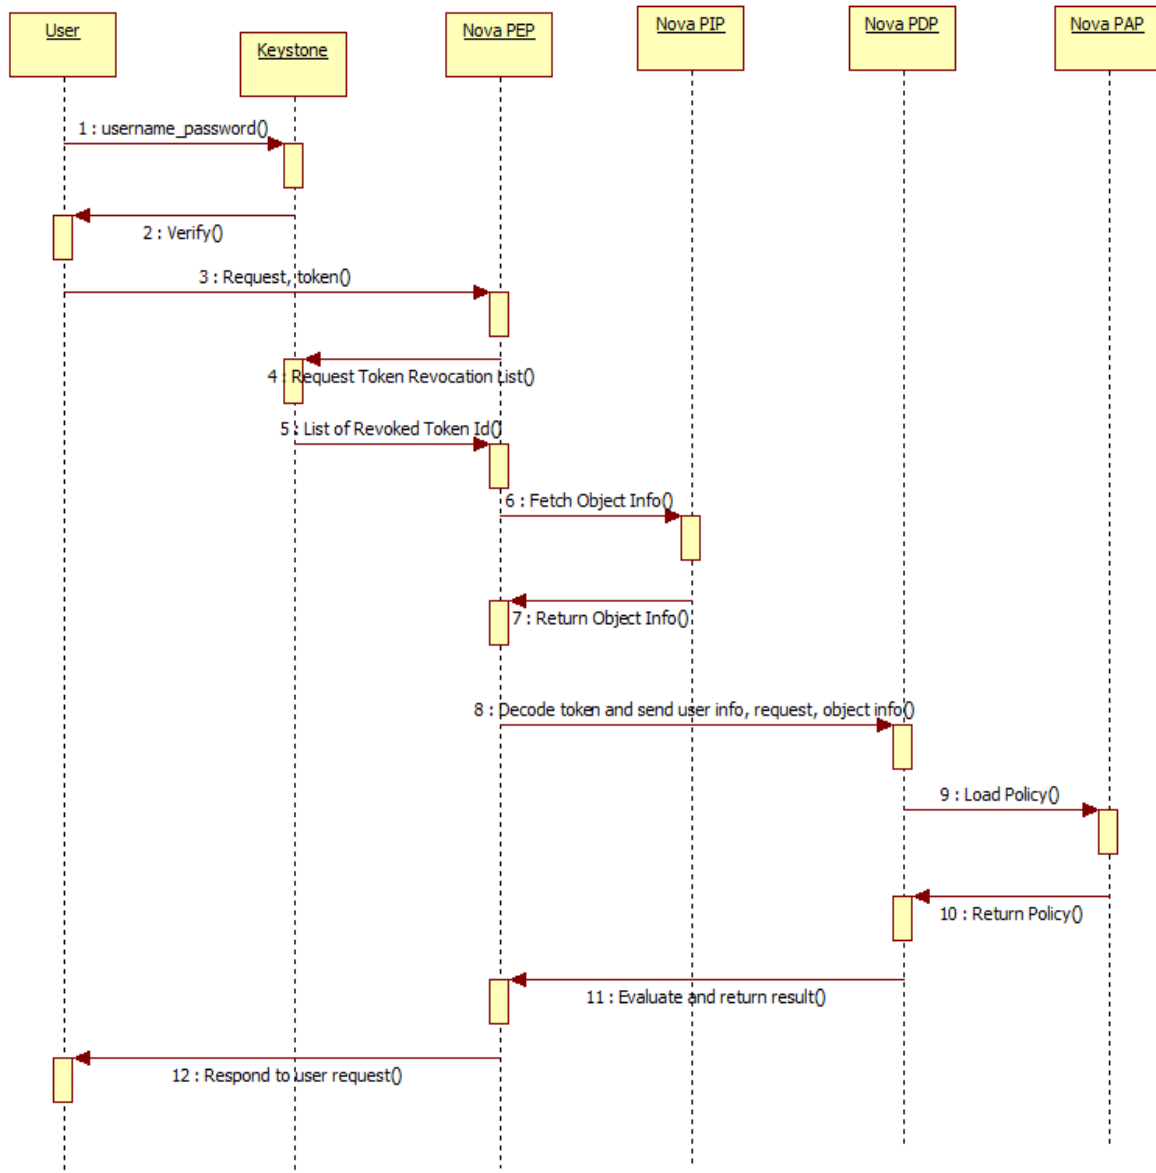 User
Keystone
Nova PEP
Nova PIP
Nova PDP
Nova PAP
1 : username_password()
2 : Verify()
3 : Request, token()
4 : Request Token Revocation List()
5 : List of Revoked Token Id()
6 : Fetch Object Info()
7 : Return Object Info()
8 : Decode token and send user info, request, object info()
9 : Load Policy()
10 : Return Policy()
11 : Evaluate and return result()
12 : Respond to user request()